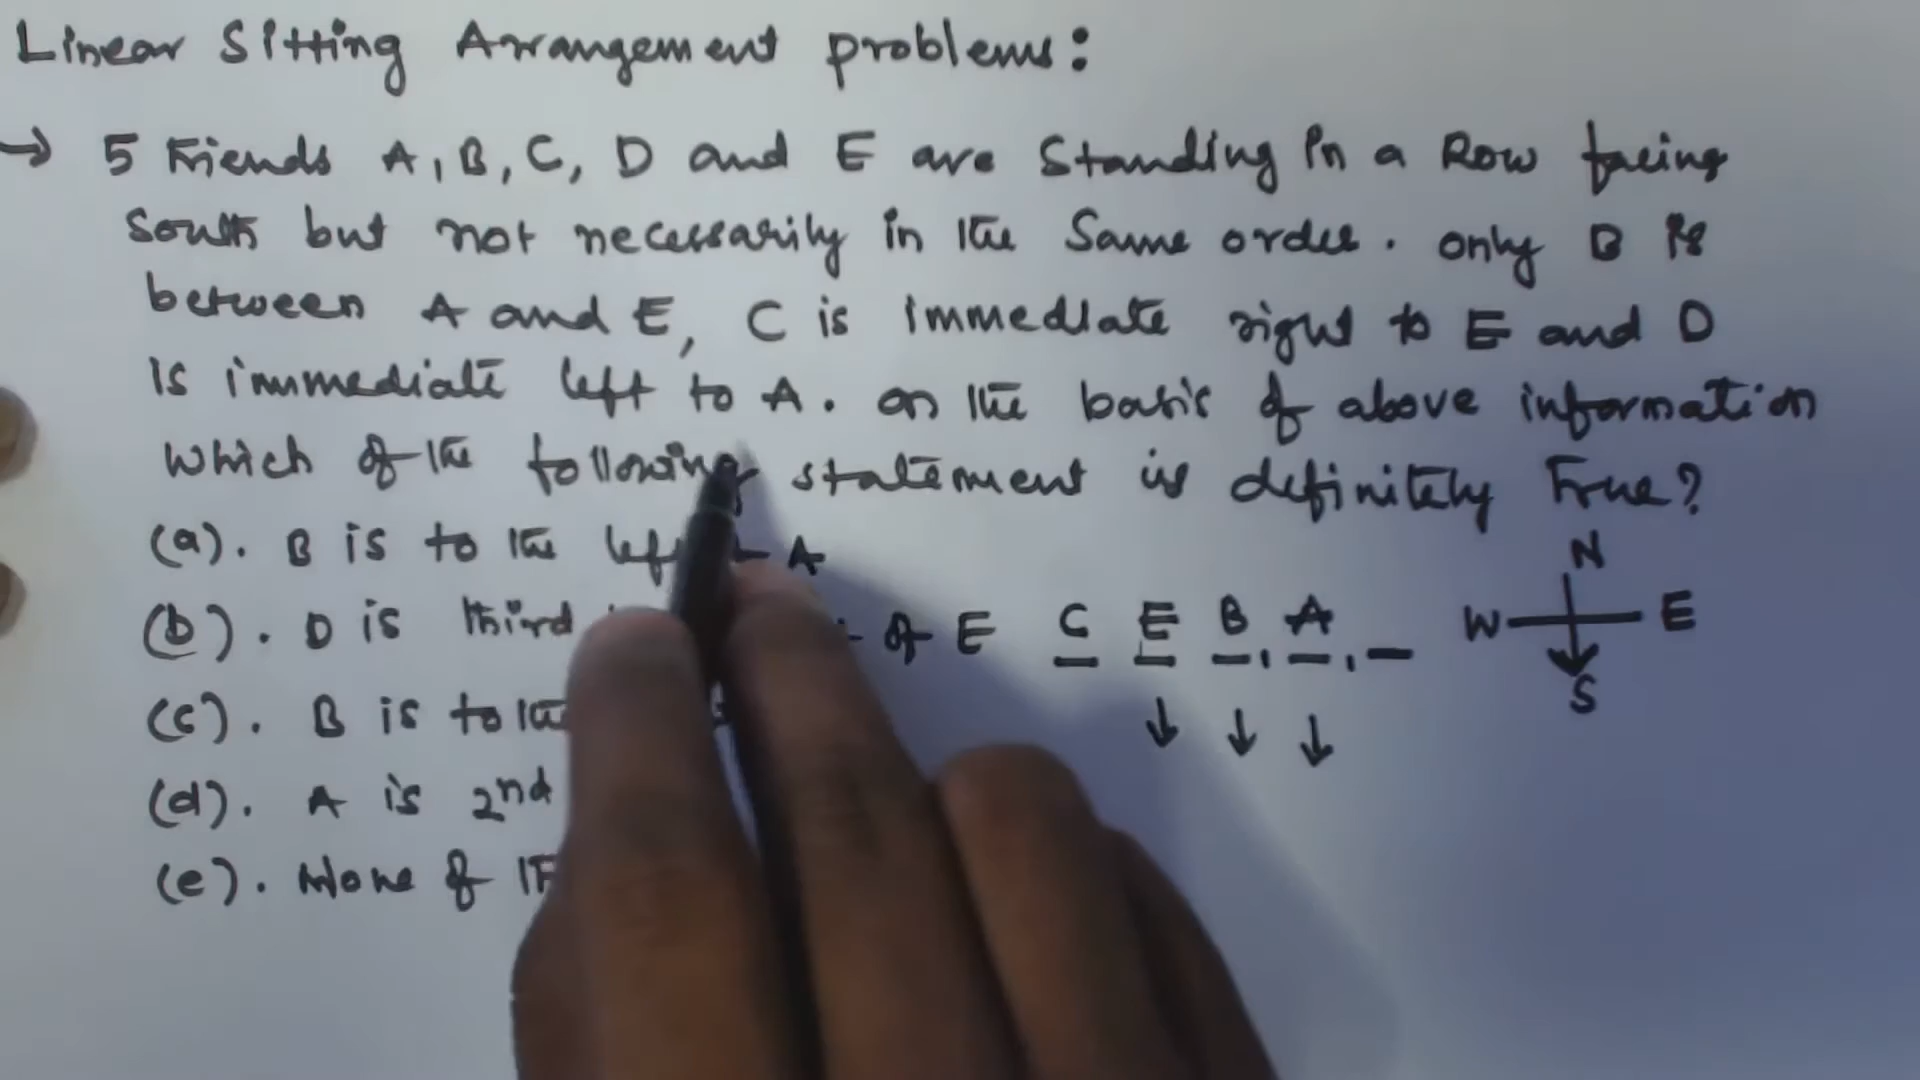 Linear Sitting Arrangement problems:
→ 5 Friends A, B, C, D and E are Standing in a Row facing
South but not necessarily in the Same order. only B is
between A and E, C is immediate right to E and D
is immediate left to A. on the basis of above information
which of the following statement is definitely True?
(a). B is to the left A
(b). D is third of E
(c). B is to the
(d). A is 2nd
(e). None of
C E B A
N
W E
S